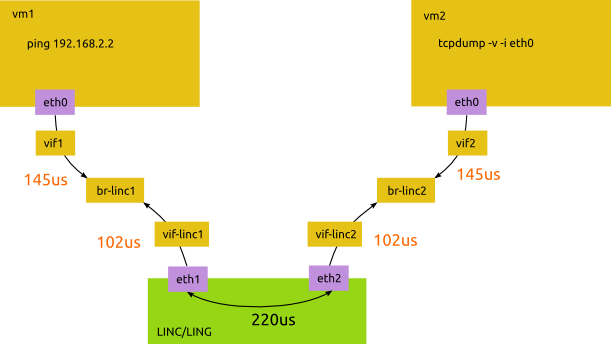 vm1
ping 192.168.2.2
vm2
tcpdump -v -i eth0
eth0
eth0
vif1
vif2
145us
145us
br-linc1
br-linc2
vif-linc1
vif-linc2
102us
102us
eth1
eth2
220us
LINC/LING